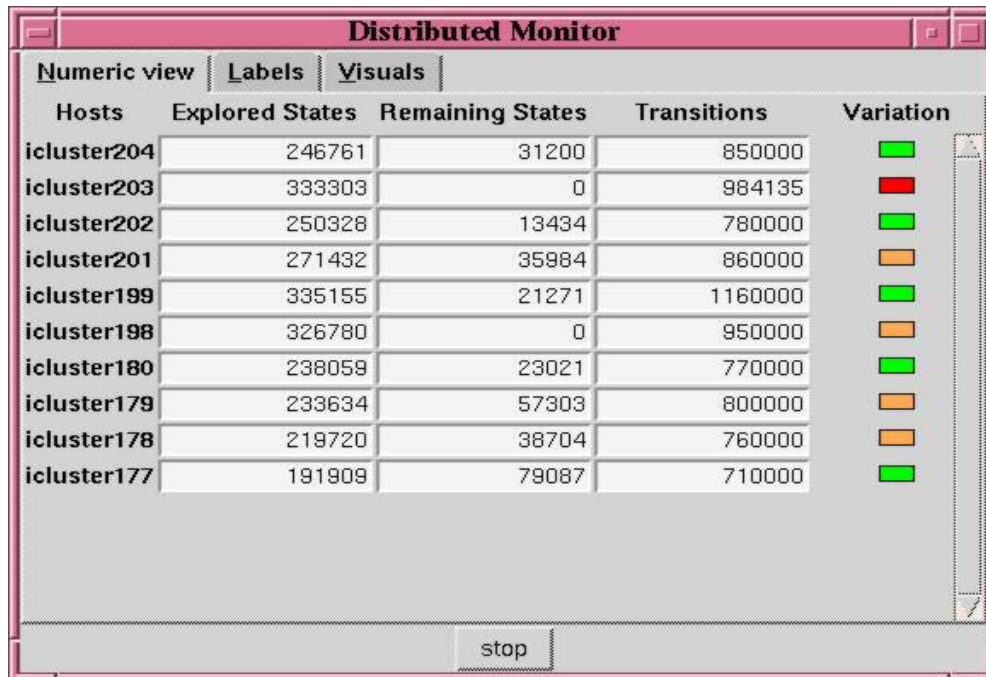 Distributed Monitor
Numeric view Labels Visuals
Hosts Explored States Remaining States Transitions Variation
icluster204 246761 31200 850000
icluster203 333303 0 984135
icluster202 250328 13434 780000
icluster201 271432 35984 860000
icluster199 335155 21271 1160000
icluster198 326780 0 950000
icluster180 238059 23021 770000
icluster179 233634 57303 800000
icluster178 219720 38704 760000
icluster177 191909 79087 710000
stop